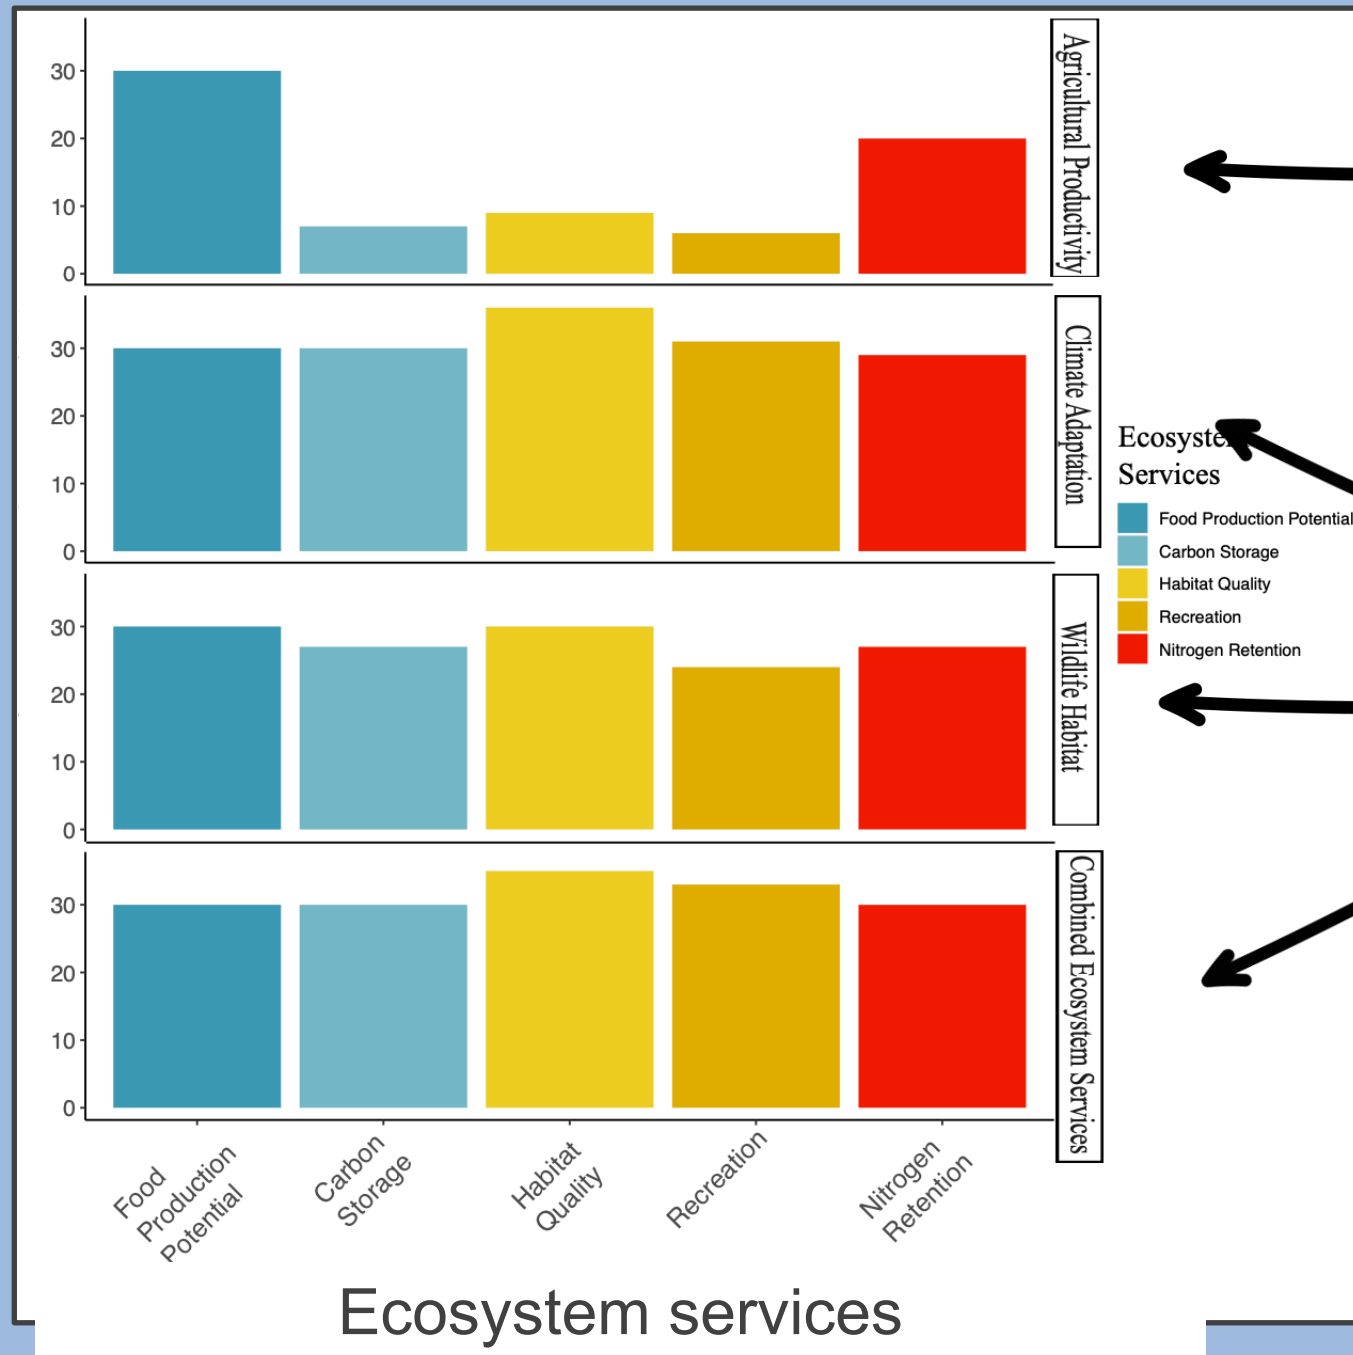 30
20
10
0
Agricultural Productivity
30
20
10
0
Climate Adaptation
30
20
10
0
Wildlife Habitat
30
20
10
0
Combined Ecosystem Services
Food
Production
Potential
Carbon
Storage
Habitat
Quality
Recreation
Nitrogen
Retention
Ecosystem services
Services
Food Production Potential
Carbon Storage
Habitat Quality
Recreation
Nitrogen Retention